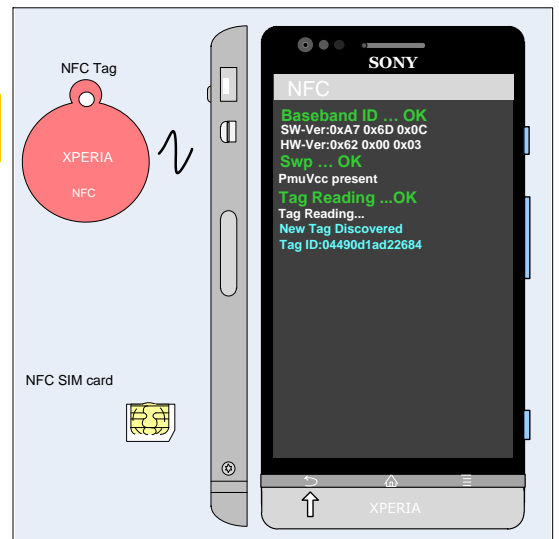 NFC Tag
XPERIA
NFC
NFC SIM card
SONY
NFC
Baseband ID ... OK
SW-Ver:0xA7 0x6D 0x0C
HW-Ver:0x62 0x00 0x03
Swp ... OK
PmuVcc present
Tag Reading ...OK
Tag Reading...
New Tag Discovered
Tag ID:04490d1ad22684
XPERIA